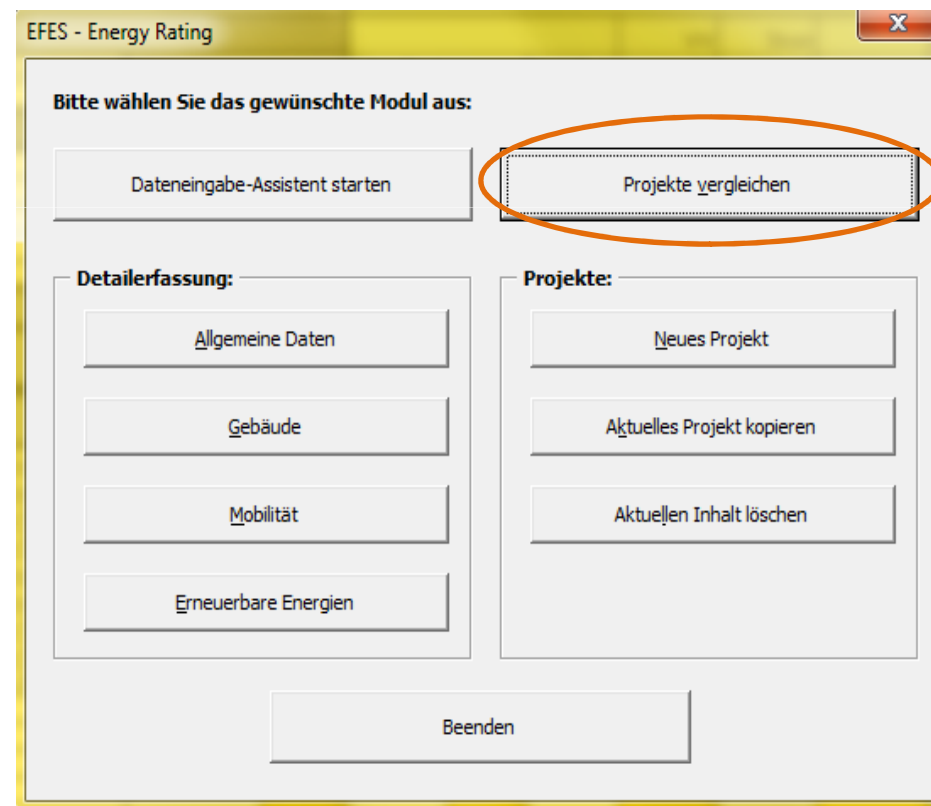 EFES - Energy Rating
Bitte wählen Sie das gewünschte Modul aus:
Dateneingabe-Assistent starten
Projekte vergleichen
Detailerfassung:
Allgemeine Daten
Gebäude
Mobilität
Erneuerbare Energien
Projekte:
Neues Projekt
Aktuelles Projekt kopieren
Aktuellen Inhalt löschen
Beenden